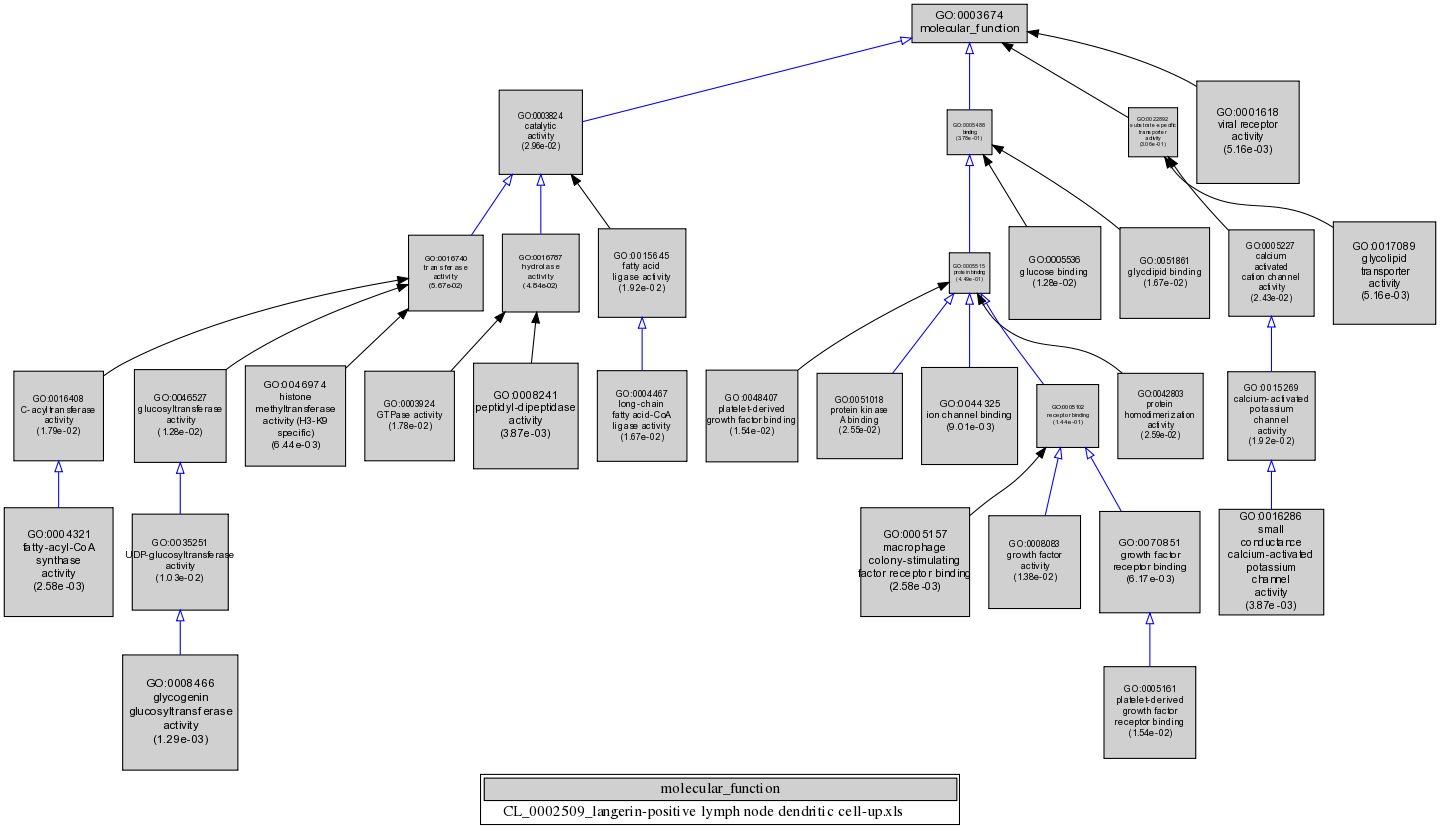 GO:0003674
molecular_function
GO:0003824
catalytic
activity
(2.96e-02)
GO:0005488
binding
(3.78e-01)
GO:0022892
substrate-specific
transporter
activity
(3.06e-01)
GO:0001618
viral receptor
activity
(5.16e-03)
GO:0016740
transferase
activity
(5.67e-02)
GO:0016787
hydrolase
activity
(4.84e-02)
GO:0015645
fatty acid
ligase activity
(1.92e-02)
GO:0005515
protein binding
(4.49e-01)
GO:0005536
glucose binding
(1.28e-02)
GO:0051861
glycolipid binding
(1.67e-02)
GO:0005227
calcium
activated
cation channel
activity
(2.43e-02)
GO:0017089
glycolipid
transporter
activity
(5.16e-03)
GO:0016408
C-acyltransferase
activity
(1.79e-02)
GO:0046527
glucosyltransferase
activity
(1.28e-02)
GO:0046974
histone
methyltransferase
activity (H3-K9
specific)
(6.44e-03)
GO:0003924
GTPase activity
(1.78e-02)
GO:0008241
peptidyl-dipeptidase
activity
(3.87e-03)
GO:0004467
long-chain
fatty acid-CoA
ligase activity
(1.67e-02)
GO:0048407
platelet-derived
growth factor binding
(1.54e-02)
GO:0051018
protein kinase
A binding
(2.55e-02)
GO:0044325
ion channel binding
(9.01e-03)
GO:0005102
receptor binding
(1.44e-01)
GO:0042803
protein
homodimerization
activity
(2.59e-02)
GO:0015269
calcium-activated
potassium
channel
activity
(1.92e-02)
GO:0004321
fatty-acyl-CoA
synthase
activity
(2.58e-03)
GO:0035251
UDP-glucosyltransferase
activity
(1.03e-02)
GO:0005157
macrophage
colony-stimulating
factor receptor binding
(2.58e-03)
GO:0008083
growth factor
activity
(1.38e-02)
GO:0070851
growth factor
receptor binding
(6.17e-03)
GO:0016286
small
conductance
calcium-activated
potassium
channel
activity
(3.87e-03)
GO:0008466
glycogenin
glucosyltransferase
activity
(1.29e-03)
GO:0005161
platelet-derived
growth factor
receptor binding
(1.54e-02)
molecular_function
CL_0002509_langerin-positive lymph node dendritic cell-up.xls